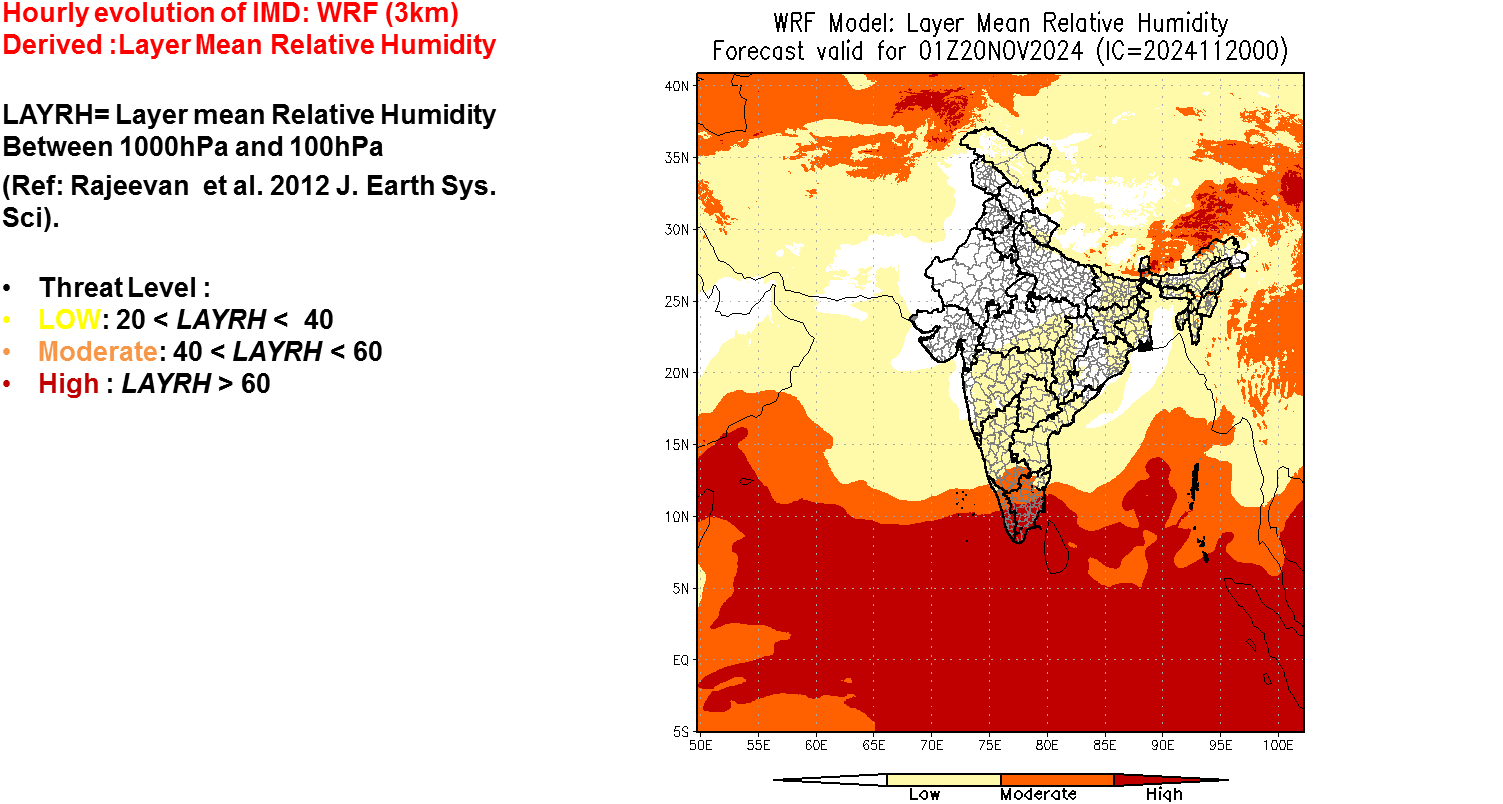 Hourly evolution of IMD: WRF (3km)
Derived :Layer Mean Relative Humidity
LAYRH= Layer mean Relative Humidity
Between 1000hPa and 100hPa
(Ref: Rajeevan et al. 2012 J. Earth Sys.
Sci).
• Threat Level :
• LOW: 20 < LAYRH < 40
• Moderate: 40 < LAYRH < 60
• High : LAYRH > 60
WRF Model: Layer Mean Relative Humidity
Forecast valid for 01Z20NOV2024 (IC=2024112000)
40N
35N
30N
25N
20N
15N
10N
5N
EQ
5S
50E 55E 60E 65E 70E 75E 80E 85E 90E 95E 100E
Low Moderate High